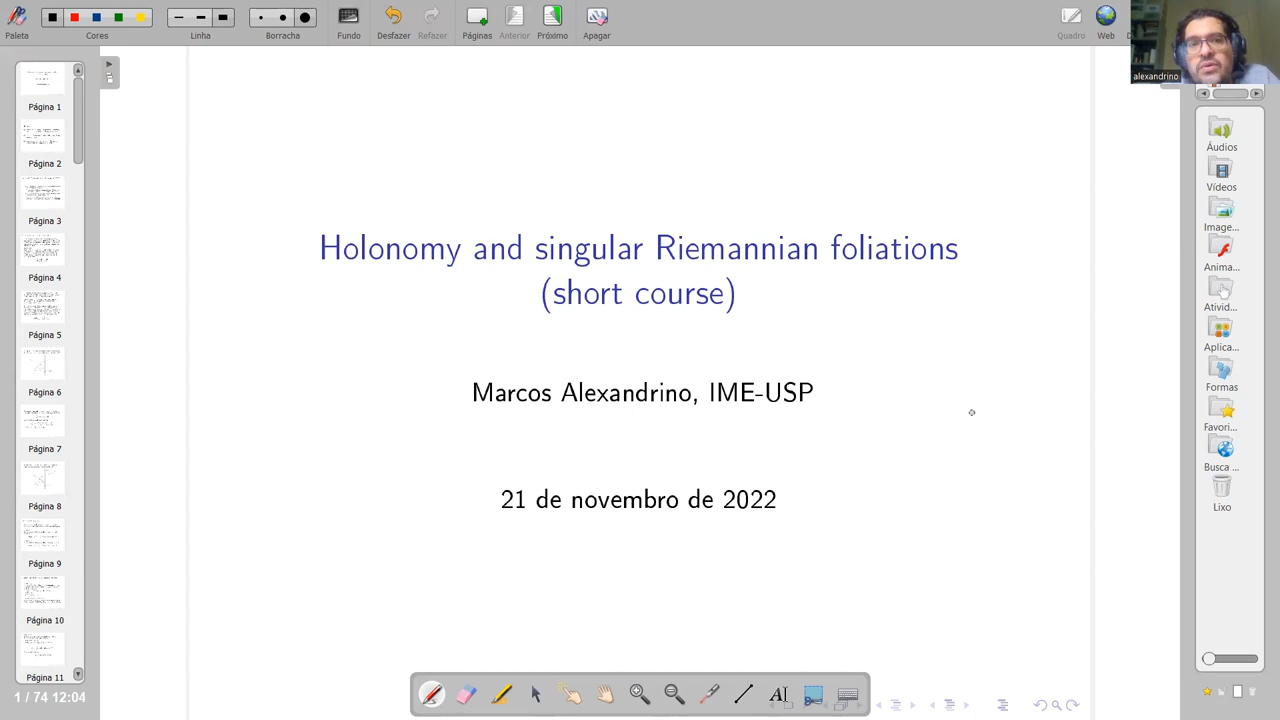 Paleta
Cores
Linha
Borracha
Fundo
Desfazer
Refazer
Páginas
Anterior
Próximo
Apagar
Quadro
Web
alexandrino
Página 1
Página 2
Página 3
Página 4
Página 5
Página 6
Página 7
Página 8
Página 9
Página 10
Página 11
1 / 74 12:04
Holonomy and singular Riemannian foliations
(short course)
Marcos Alexandrino, IME-USP
21 de novembro de 2022
Áudios
Vídeos
Image...
Anima...
Ativid...
Aplica...
Formas
Favori...
Busca ...
Lixo